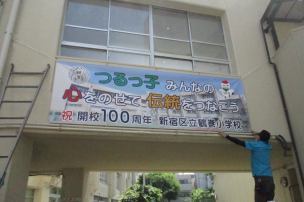 つるっ子 みんなの
心をのせて 伝統をつなごう
祝 開校100周年 新宿区立鶴巻小学校